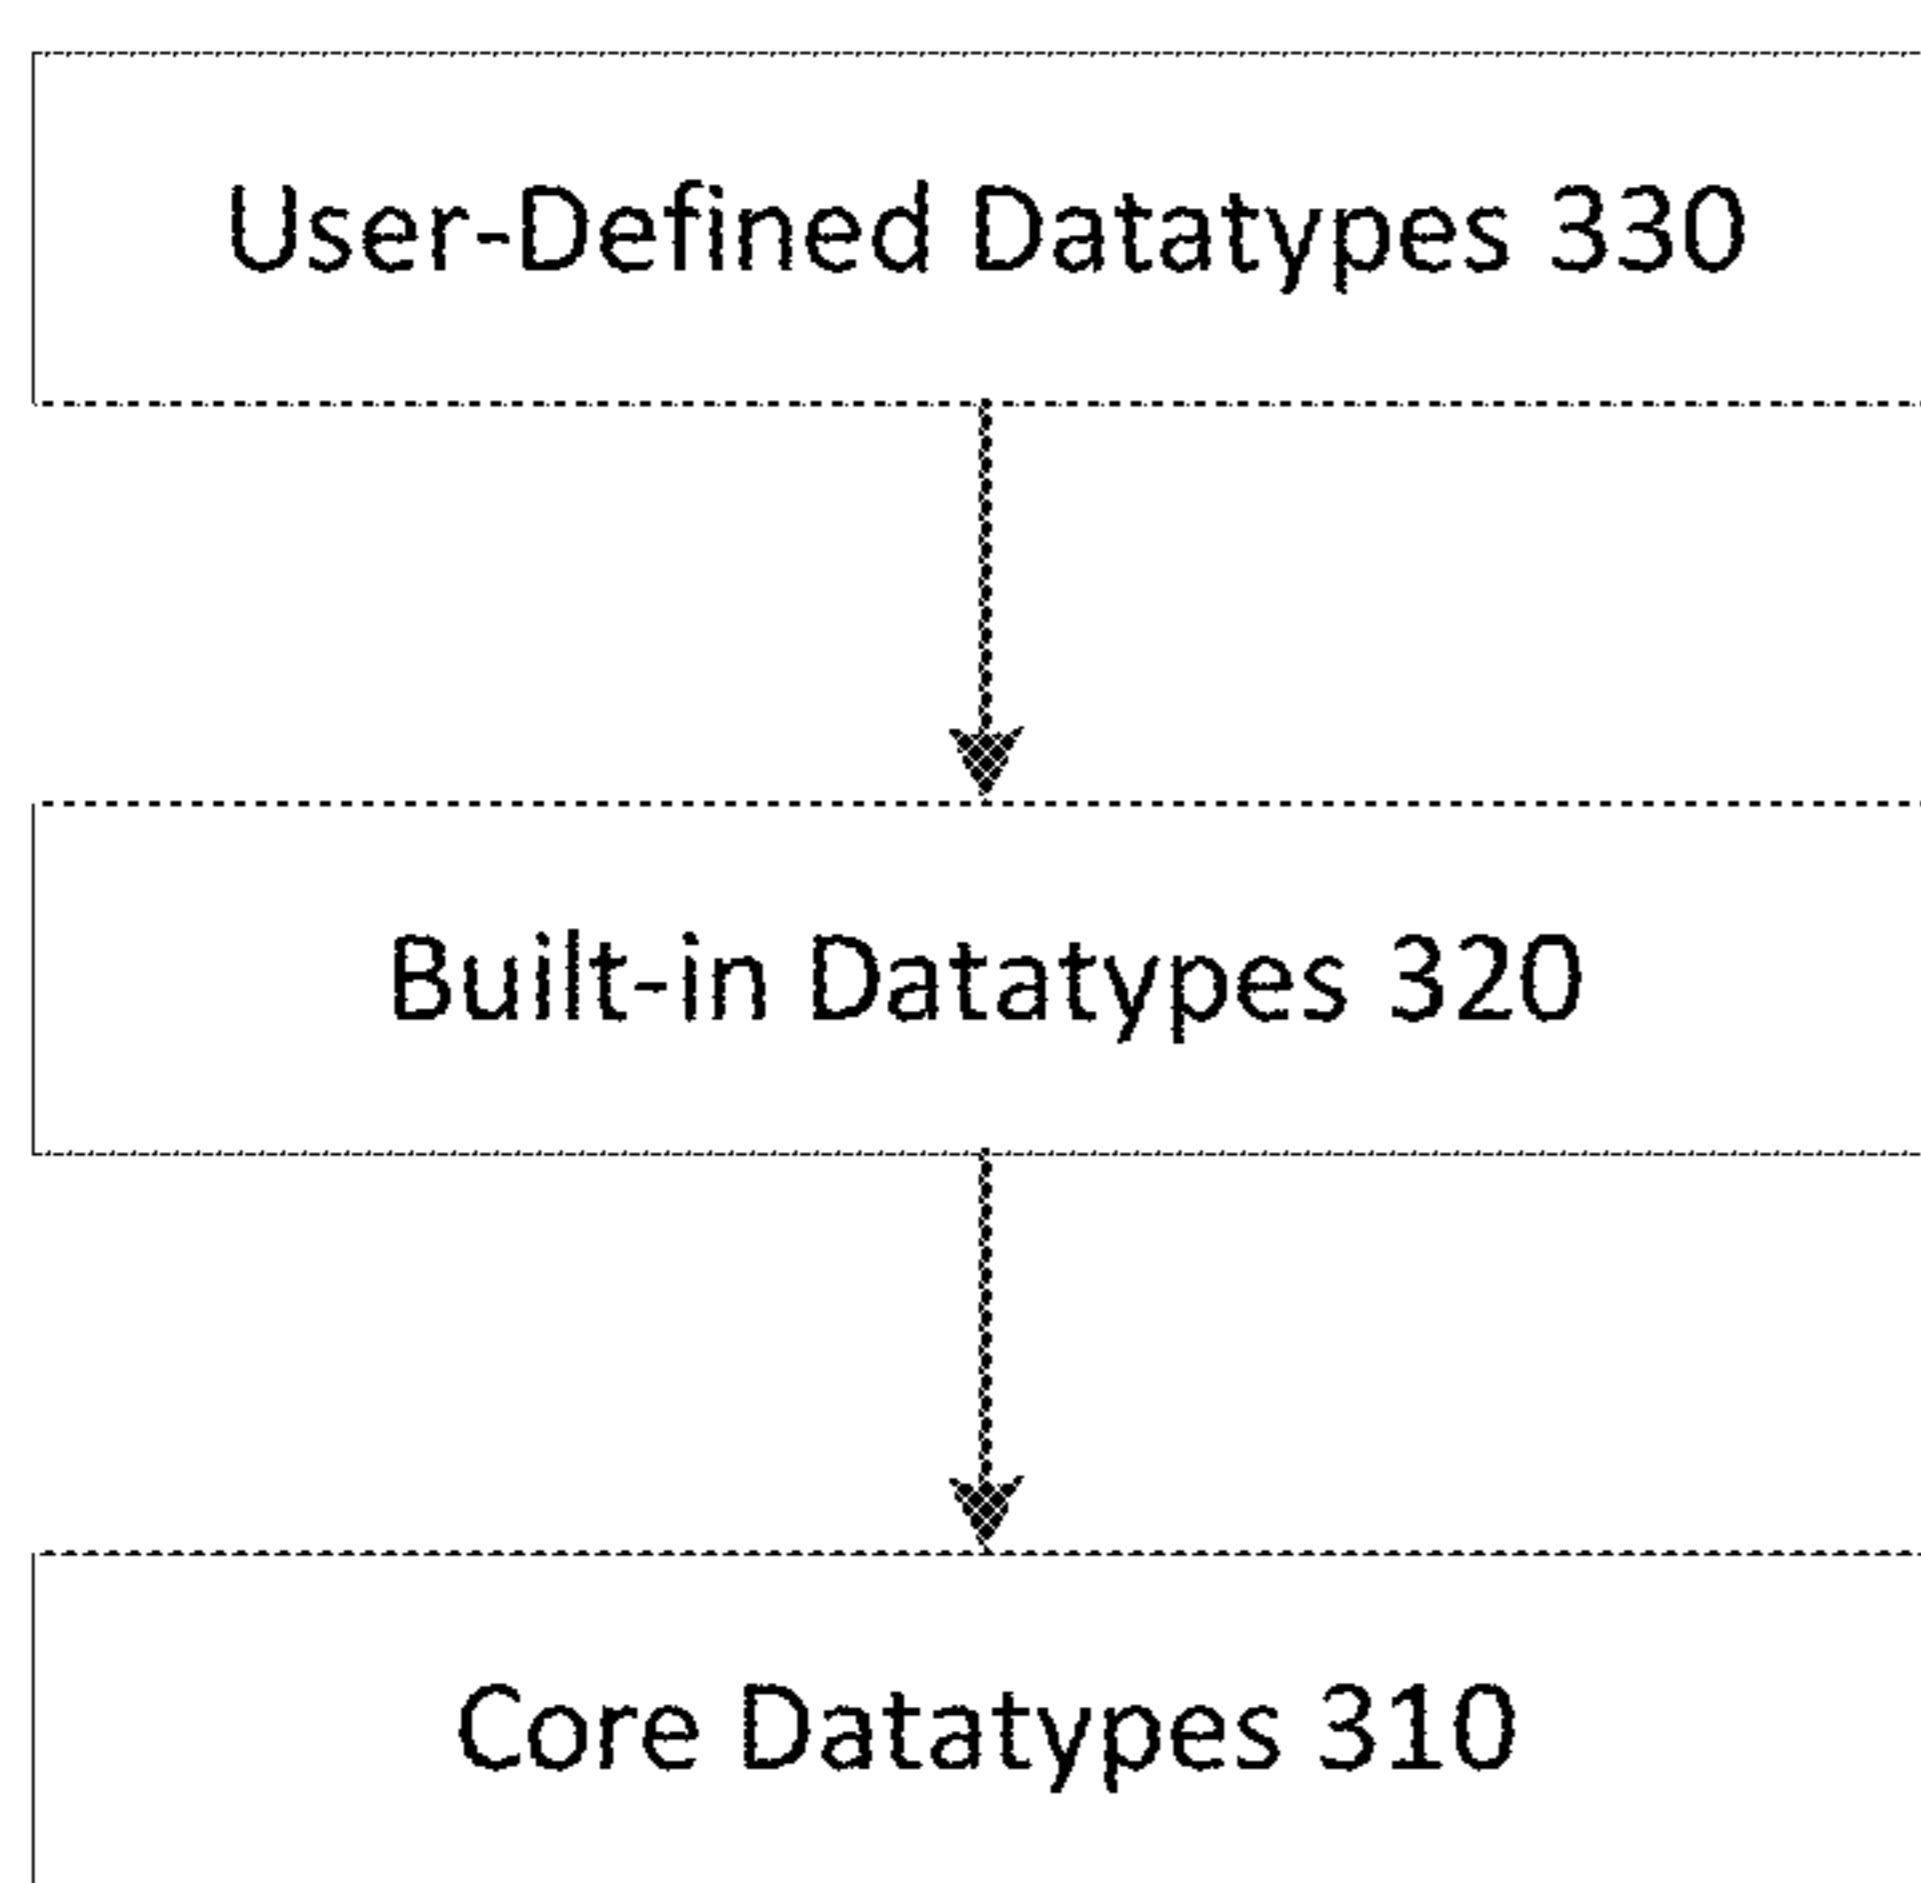 User-Defined Datatypes 330
Built-in Datatypes 320
Core Datatypes 310